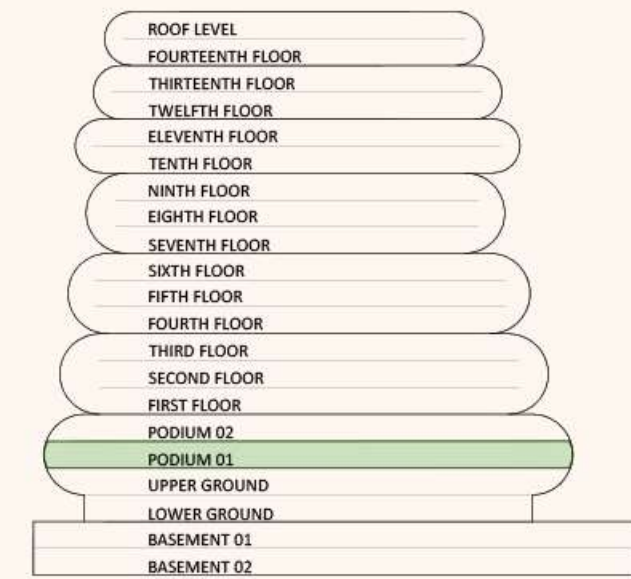 ROOF LEVEL
FOURTEENTH FLOOR
THIRTEENTH FLOOR
TWELFTH FLOOR
ELEVENTH FLOOR
TENTH FLOOR
NINTH FLOOR
EIGHTH FLOOR
SEVENTH FLOOR
SIXTH FLOOR
FIFTH FLOOR
FOURTH FLOOR
THIRD FLOOR
SECOND FLOOR
FIRST FLOOR
PODIUM 02
PODIUM 01
UPPER GROUND
LOWER GROUND
BASEMENT 01
BASEMENT 02